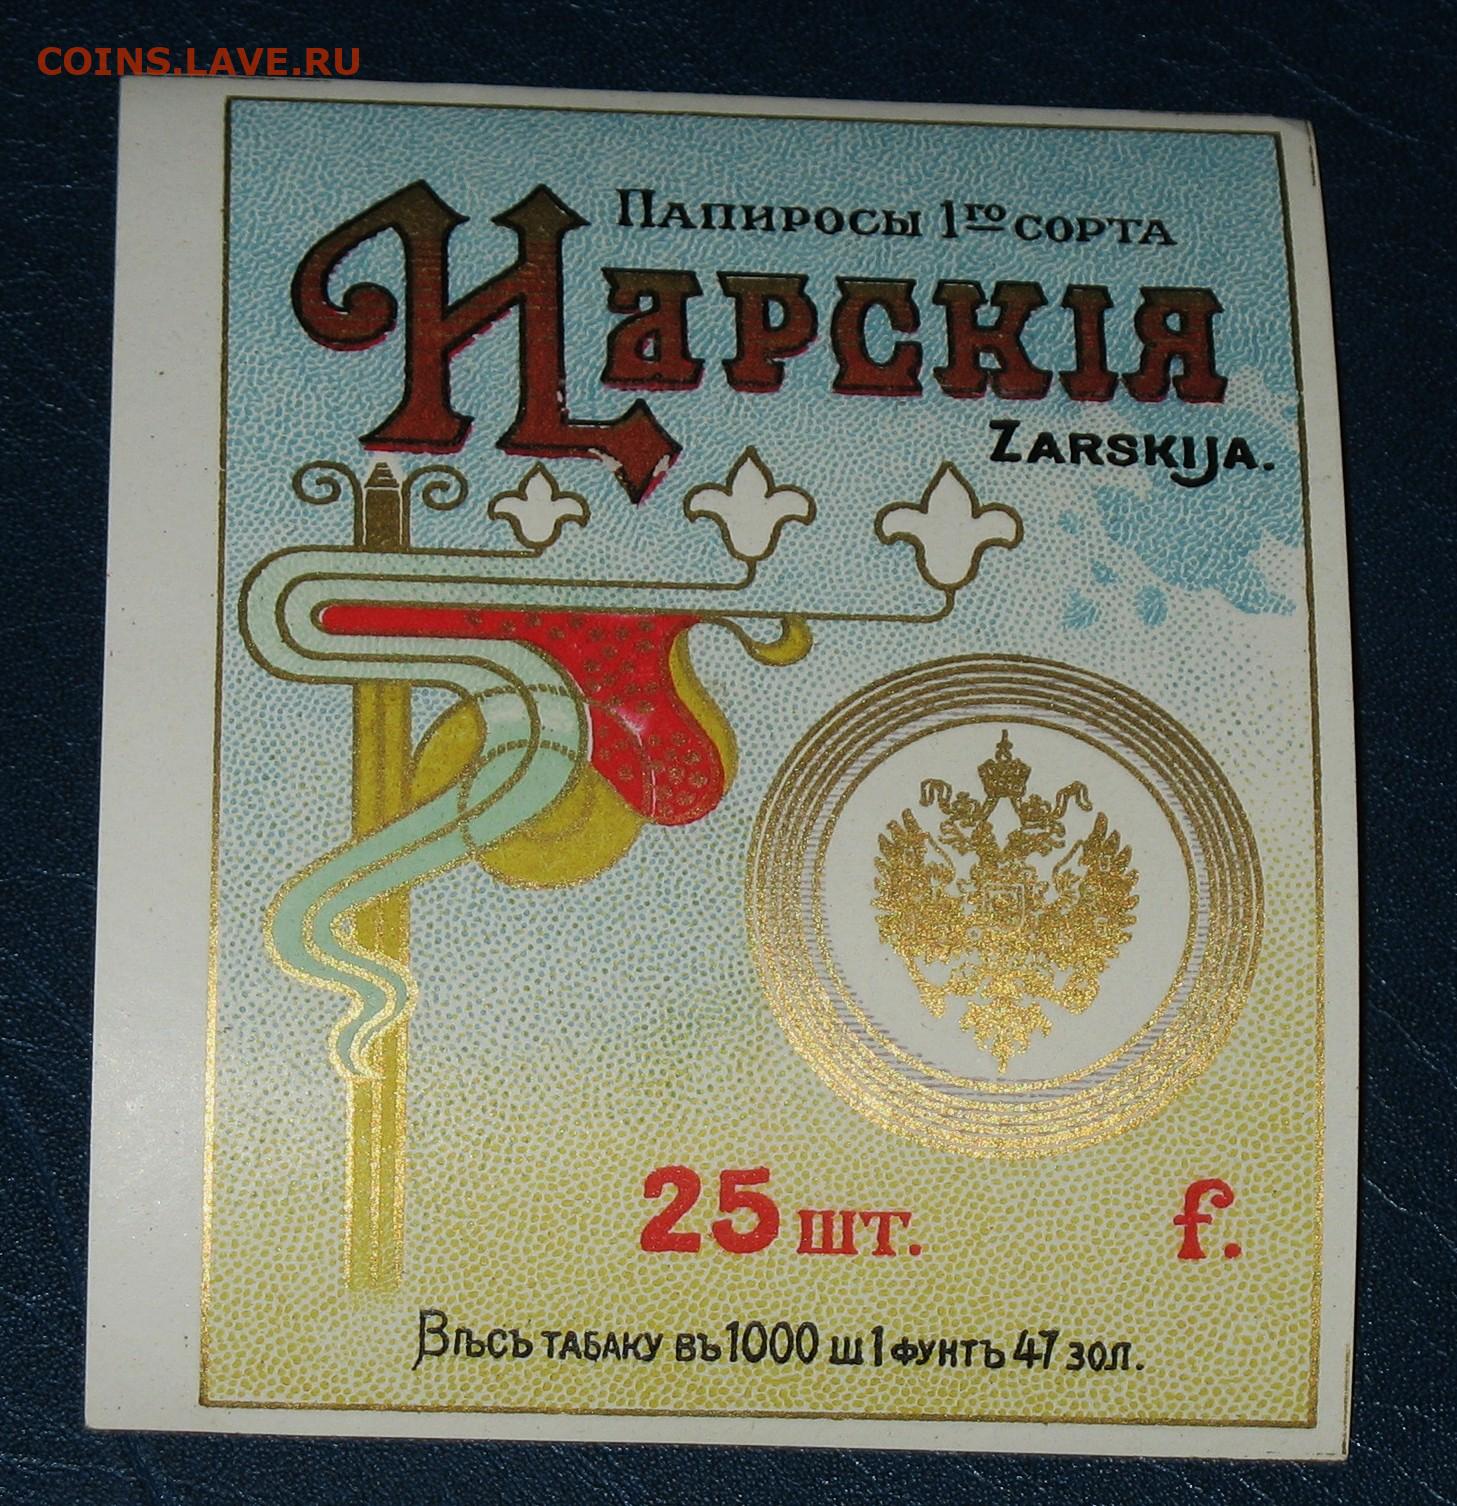 COINS.LAVE.RU
Папиросы 1го сорта
Царскія
Zarskija.
25 шт. f.
Вѣсъ табаку въ 1000 ш 1 фунтъ 47 зол.